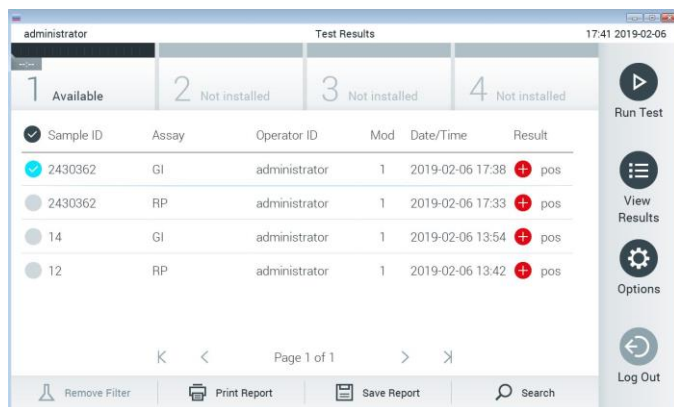 administrator Test Results 17:41 2019-02-06
1 Available 2 Not installed 3 Not installed 4 Not installed
Run Test
Sample ID Assay Operator ID Mod Date/Time Result
2430362 GI administrator 1 2019-02-06 17:38 pos
2430362 RP administrator 1 2019-02-06 17:33 pos
14 GI administrator 1 2019-02-06 13:54 pos
12 RP administrator 1 2019-02-06 13:42 pos
View
Results
Options
Page 1 of 1
Log Out
Remove Filter Print Report Save Report Search